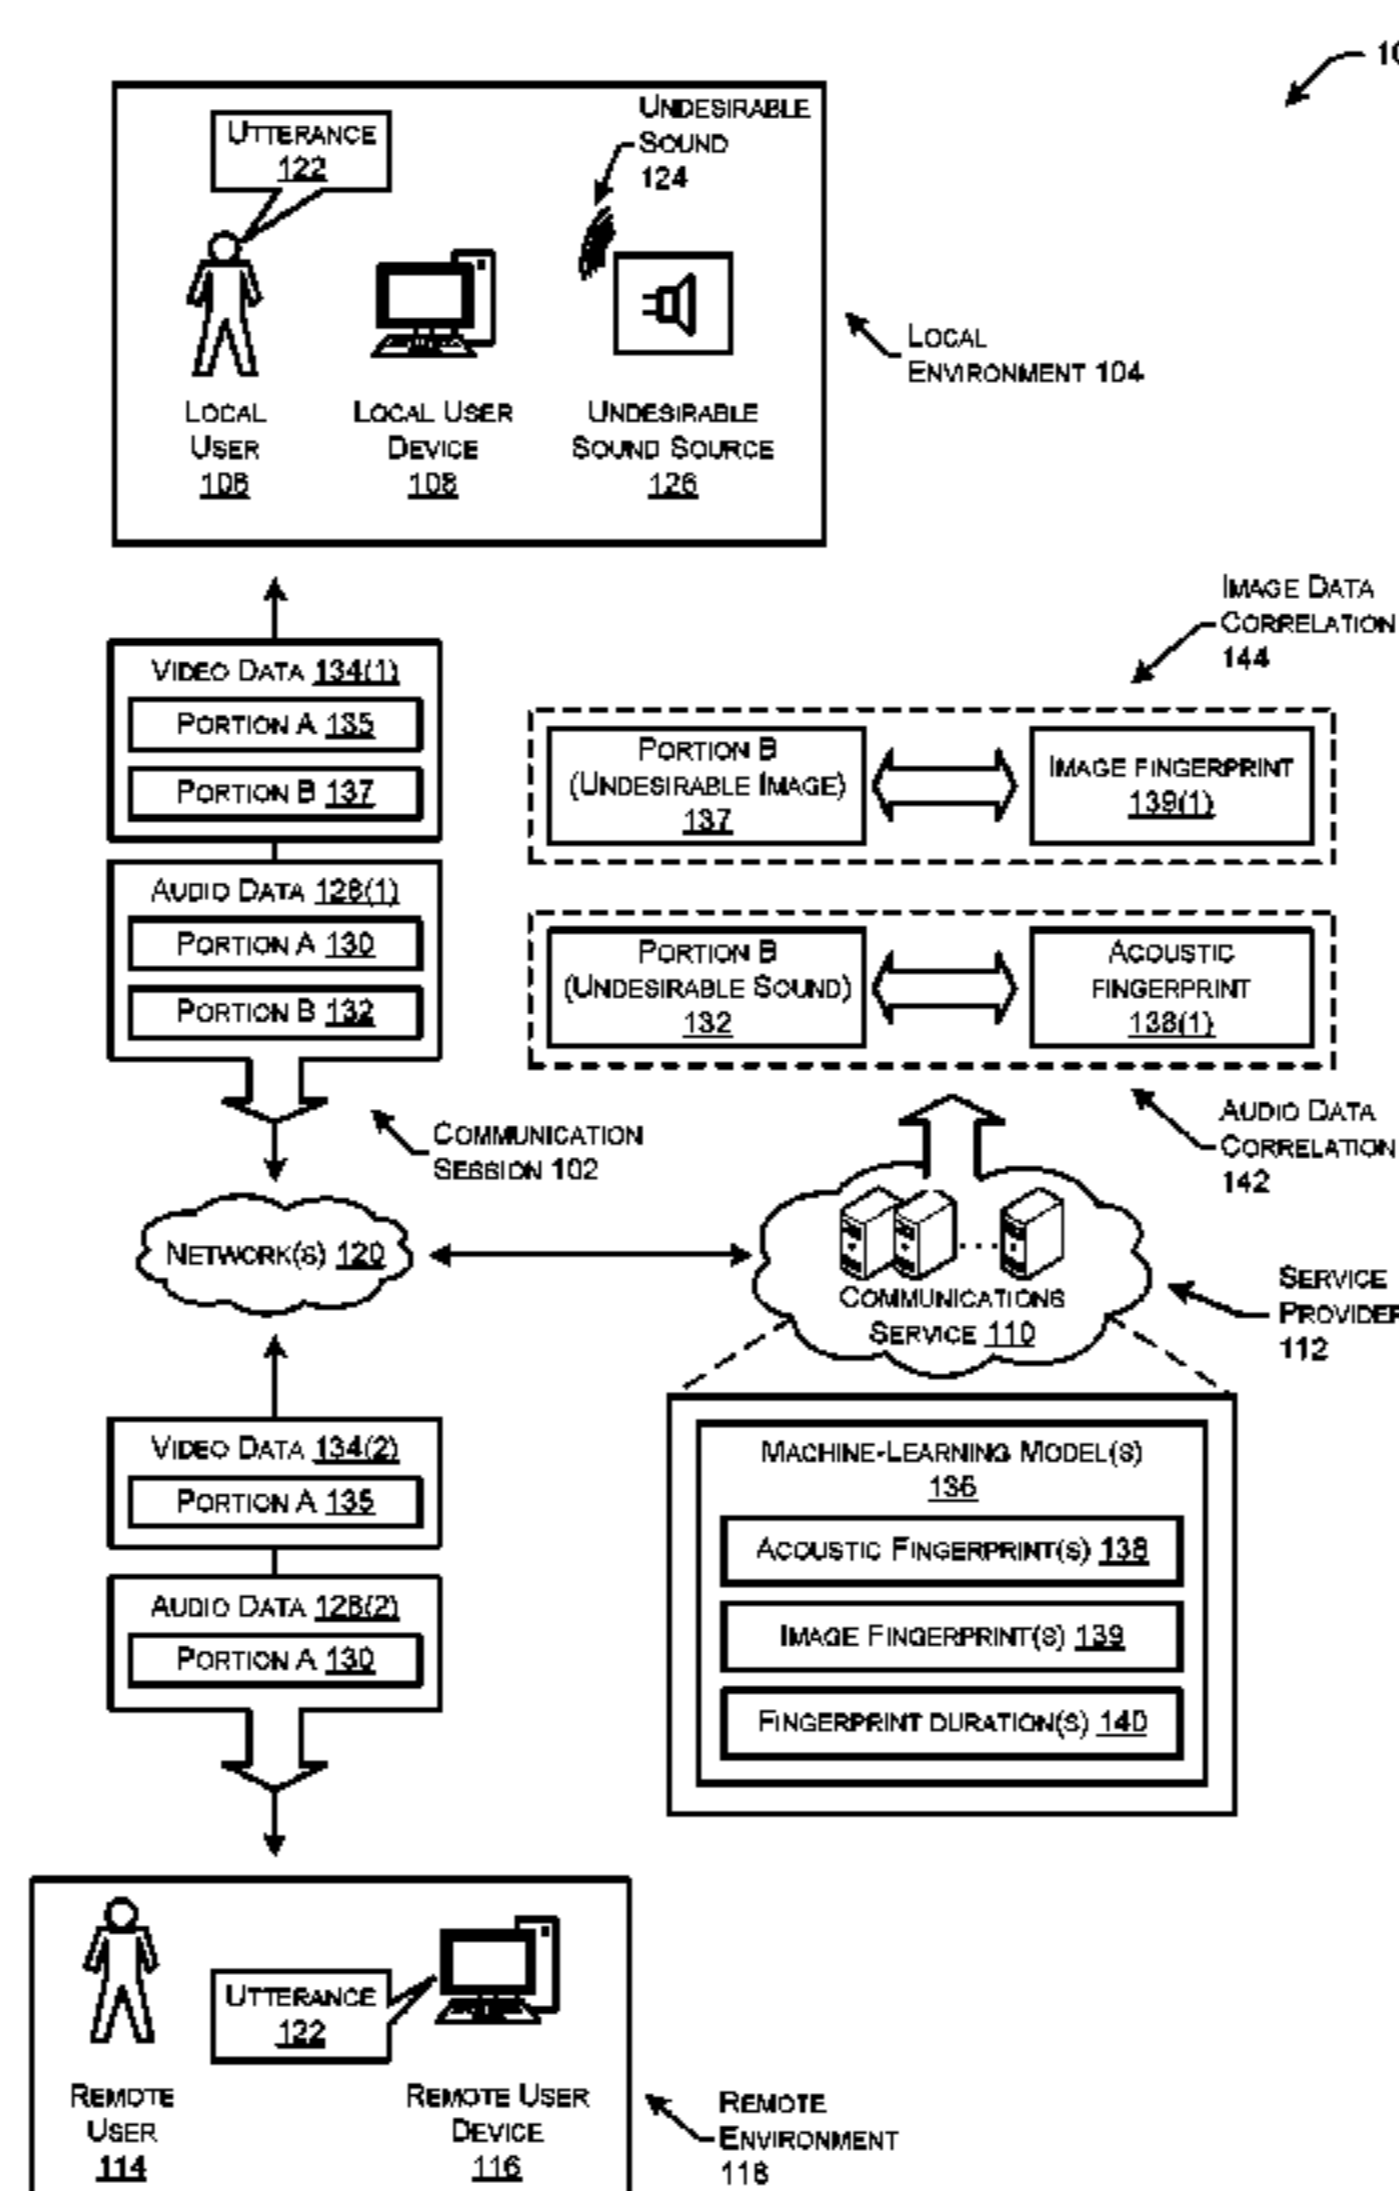 UTTERANCE
122
UNDESIRABLE
SOUND
124
LOCAL
USER
106
LOCAL USER
DEVICE
108
UNDESIRABLE
SOUND SOURCE
126
LOCAL
ENVIRONMENT 104
VIDEO DATA 134(1)
PORTION A 135
PORTION B 137
AUDIO DATA 128(1)
PORTION A 130
PORTION B 132
IMAGE DATA
CORRELATION
144
PORTION B
(UNDESIRABLE IMAGE)
137
IMAGE FINGERPRINT
139(1)
PORTION B
(UNDESIRABLE SOUND)
132
ACOUSTIC
FINGERPRINT
138(1)
AUDIO DATA
CORRELATION
142
COMMUNICATION
SESSION 102
NETWORK(S) 120
COMMUNICATIONS
SERVICE 110
SERVICE
PROVIDER
112
VIDEO DATA 134(2)
PORTION A 135
AUDIO DATA 128(2)
PORTION A 130
MACHINE-LEARNING MODEL(S)
136
ACOUSTIC FINGERPRINT(S) 138
IMAGE FINGERPRINT(S) 139
FINGERPRINT DURATION(S) 140
UTTERANCE
122
REMOTE
USER
114
REMOTE USER
DEVICE
116
REMOTE
ENVIRONMENT
118